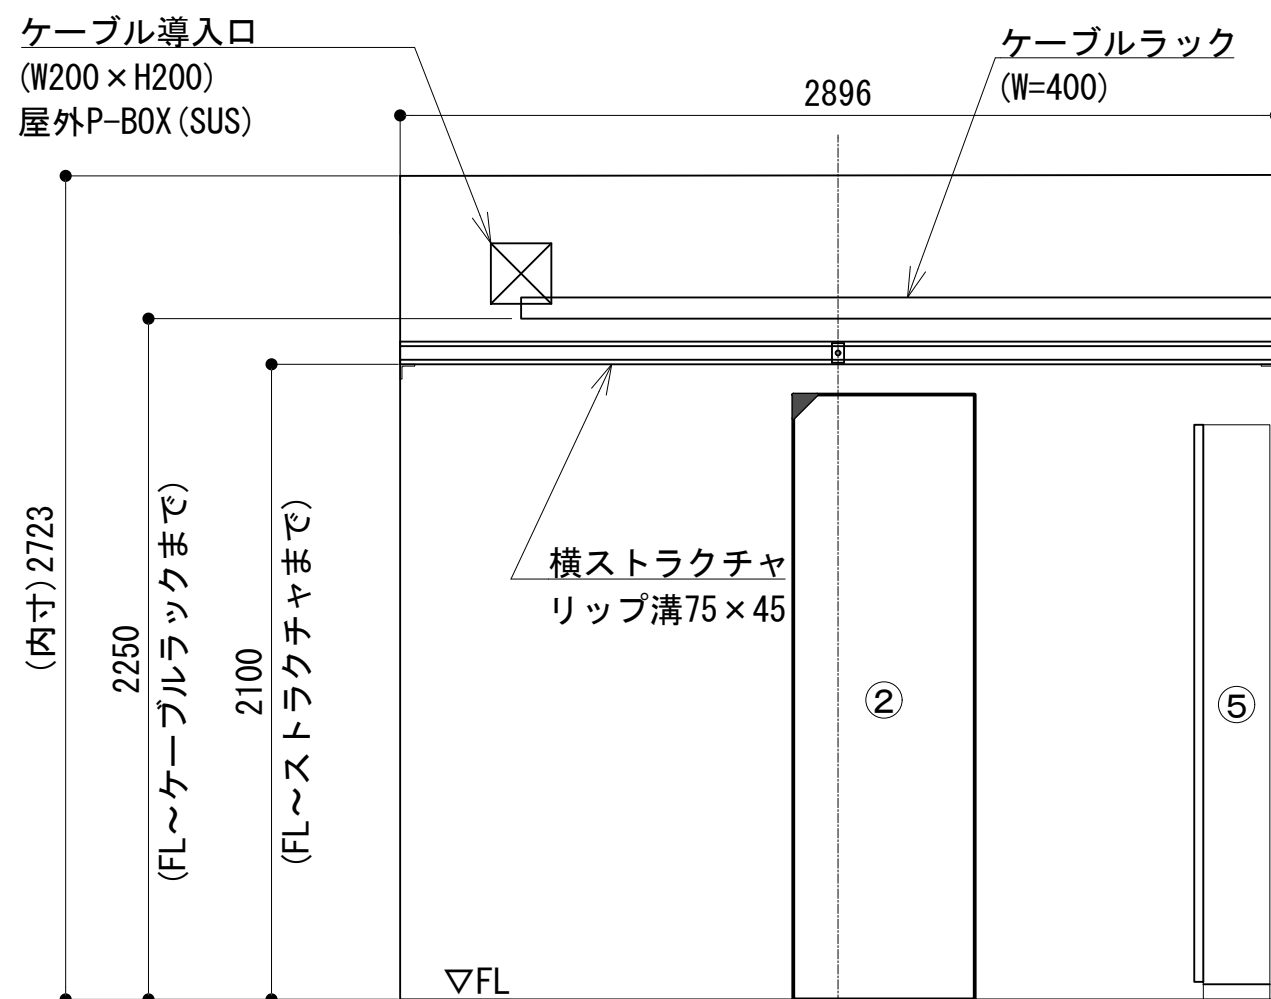 ケーブル導入口
(W200×H200)
屋外P-BOX(SUS)
ケーブルラック
(W=400)
2896
(内寸)2723
2250
(FL～ケーブルラックまで)
2100
(FL～ストラクチャまで)
横ストラクチャ
リップ溝75×45
②
⑤
▽FL